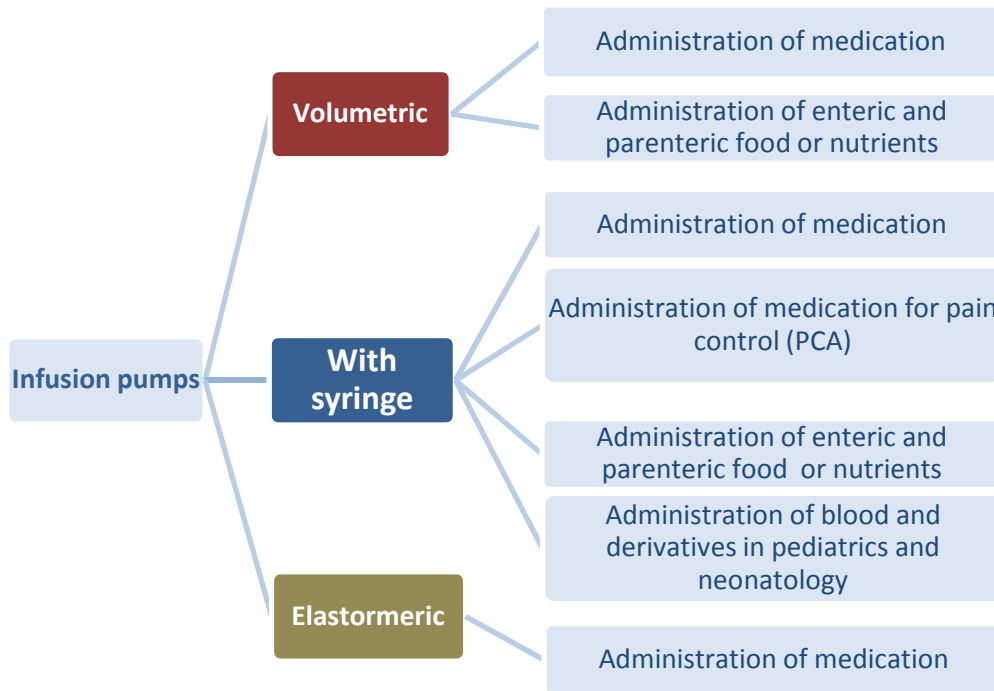 Infusion pumps
Volumetric
Administration of medication
Administration of enteric and
parenteric food or nutrients
With
syringe
Administration of medication
Administration of medication for pain
control (PCA)
Administration of enteric and
parenteric food or nutrients
Administration of blood and
derivatives in pediatrics and
neonatology
Elastormeric
Administration of medication